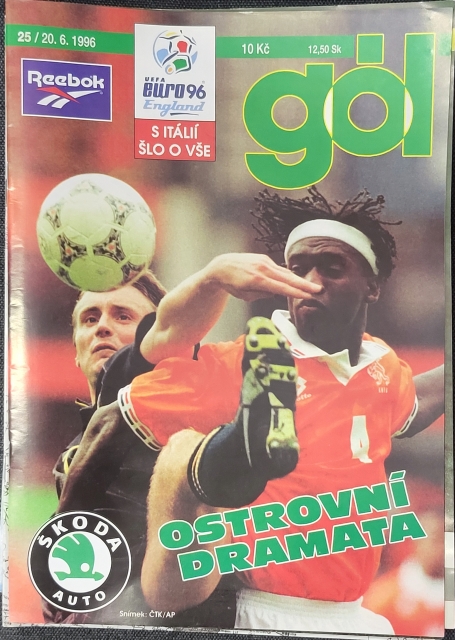 25 / 20. 6. 1996
10 Kč
12,50 Sk
Reebok
UEFA
euro96
England
S ITÁLIÍ
ŠLO O VŠE
gól
4
OSTROVNÍ
DRAMATA
ŠKODA
AUTO
Snímek: ČTK/AP